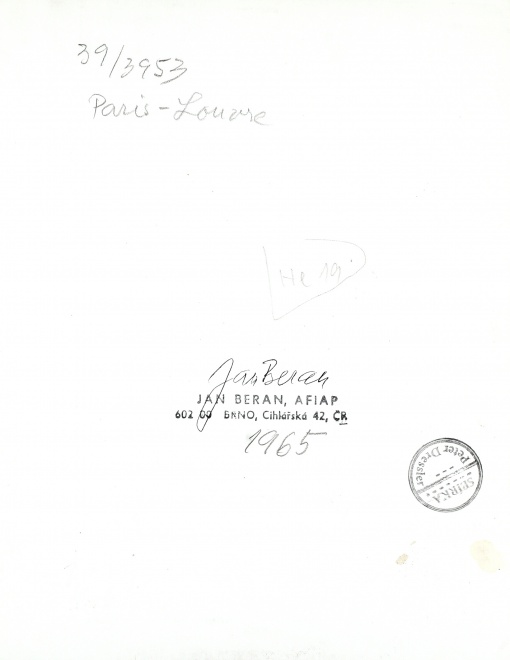 39/3953
Paris - Louvre
He 19.
Jan Beran
JAN BERAN, AFIAP
602 00 BRNO, Cihlářská 42, ČR
1965
Peter Dressler
SBÍRKA